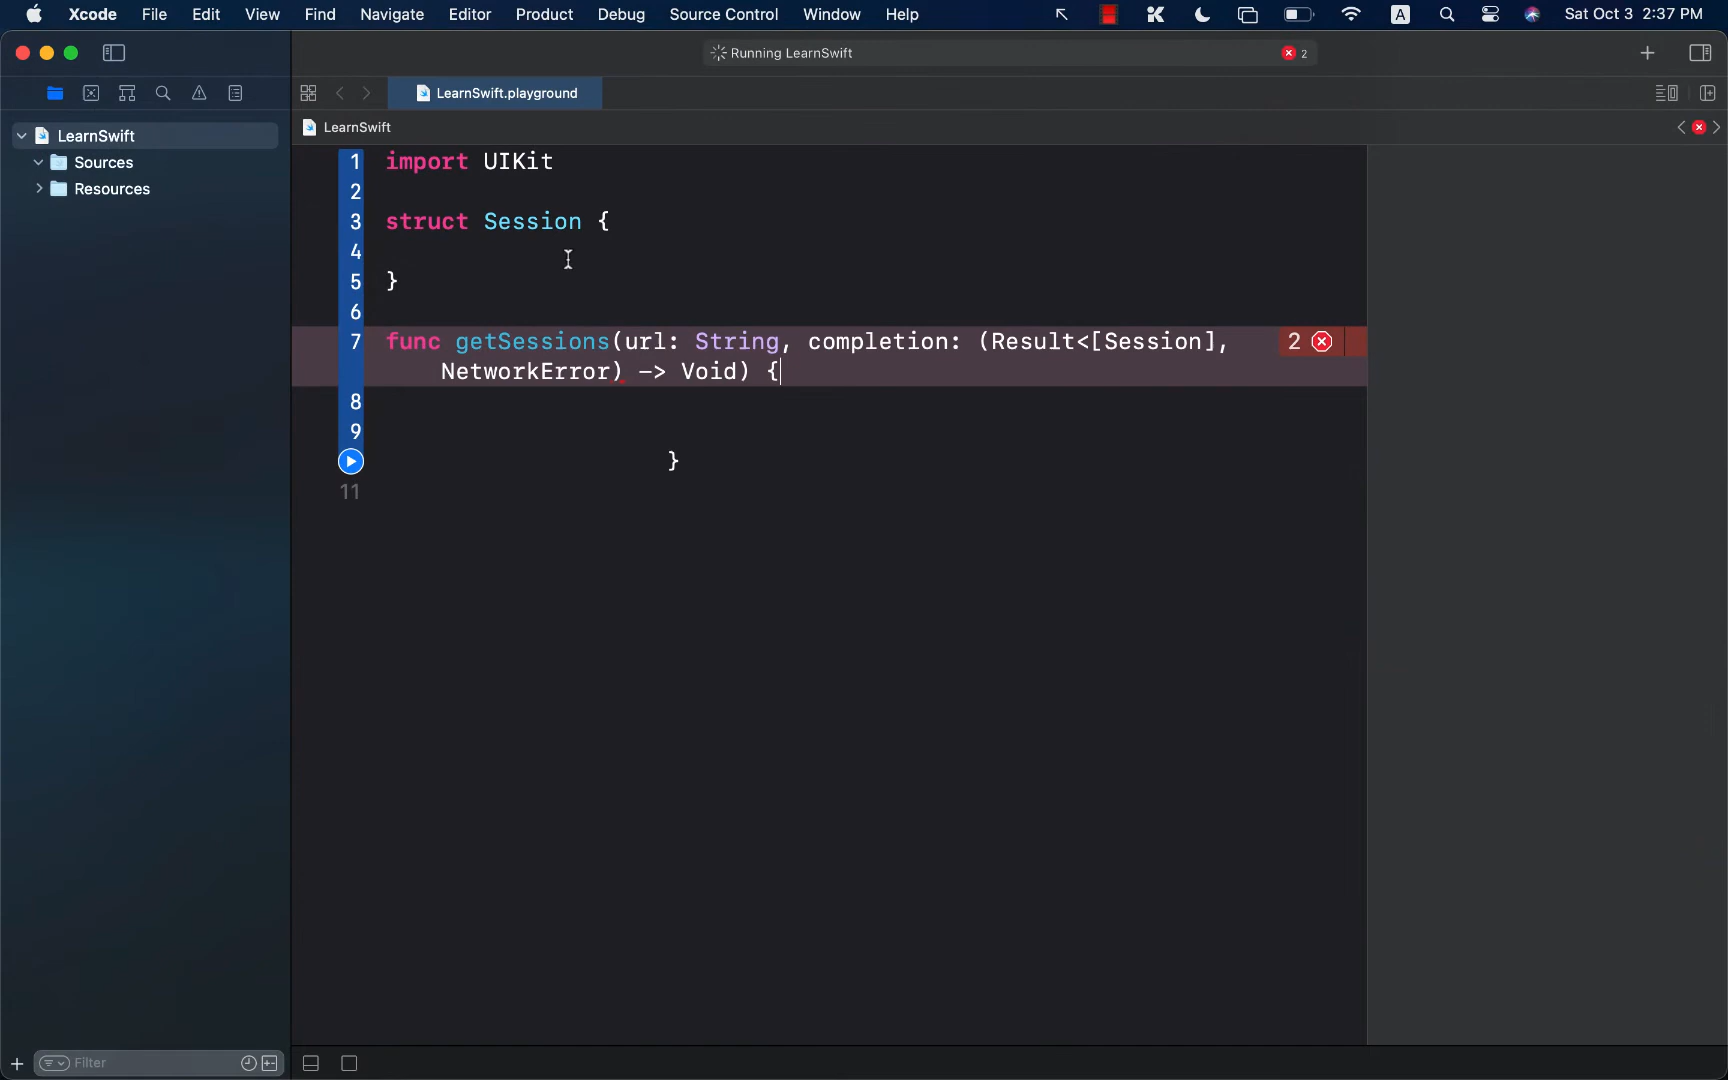 Xcode File Edit View Find Navigate Editor Product Debug Source Control Window Help A Sat Oct 3 2:37 PM
Running LearnSwift 2
LearnSwift.playground
LearnSwift
LearnSwift
Sources
Resources
1 import UIKit
2
3 struct Session {
4
5 }
6
7 func getSessions(url: String, completion: (Result<[Session], 2
NetworkError) -> Void) {
8
9
}
11
Filter